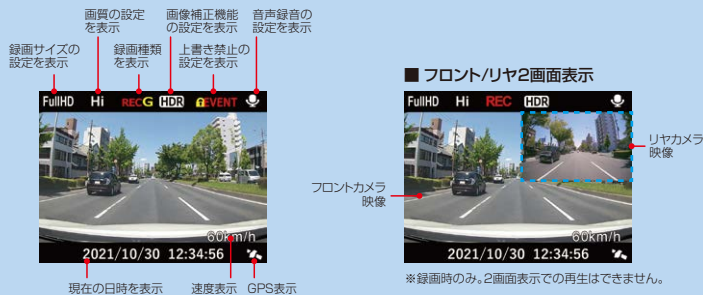 画質の設定
を表示
画像補正機能
の設定を表示
音声録音の
設定を表示
録画サイズの
設定を表示
録画種類
を表示
上書き禁止の
設定を表示
FullHD Hi RECG HDR EVENT
60km/h
2021/10/30 12:34:56
現在の日時を表示 速度表示 GPS表示
■ フロント/リヤ2画面表示
FullHD Hi REC HDR
リヤカメラ
映像
フロントカメラ
映像
60km/h
2021/10/30 12:34:56
※録画時のみ。2画面表示での再生はできません。